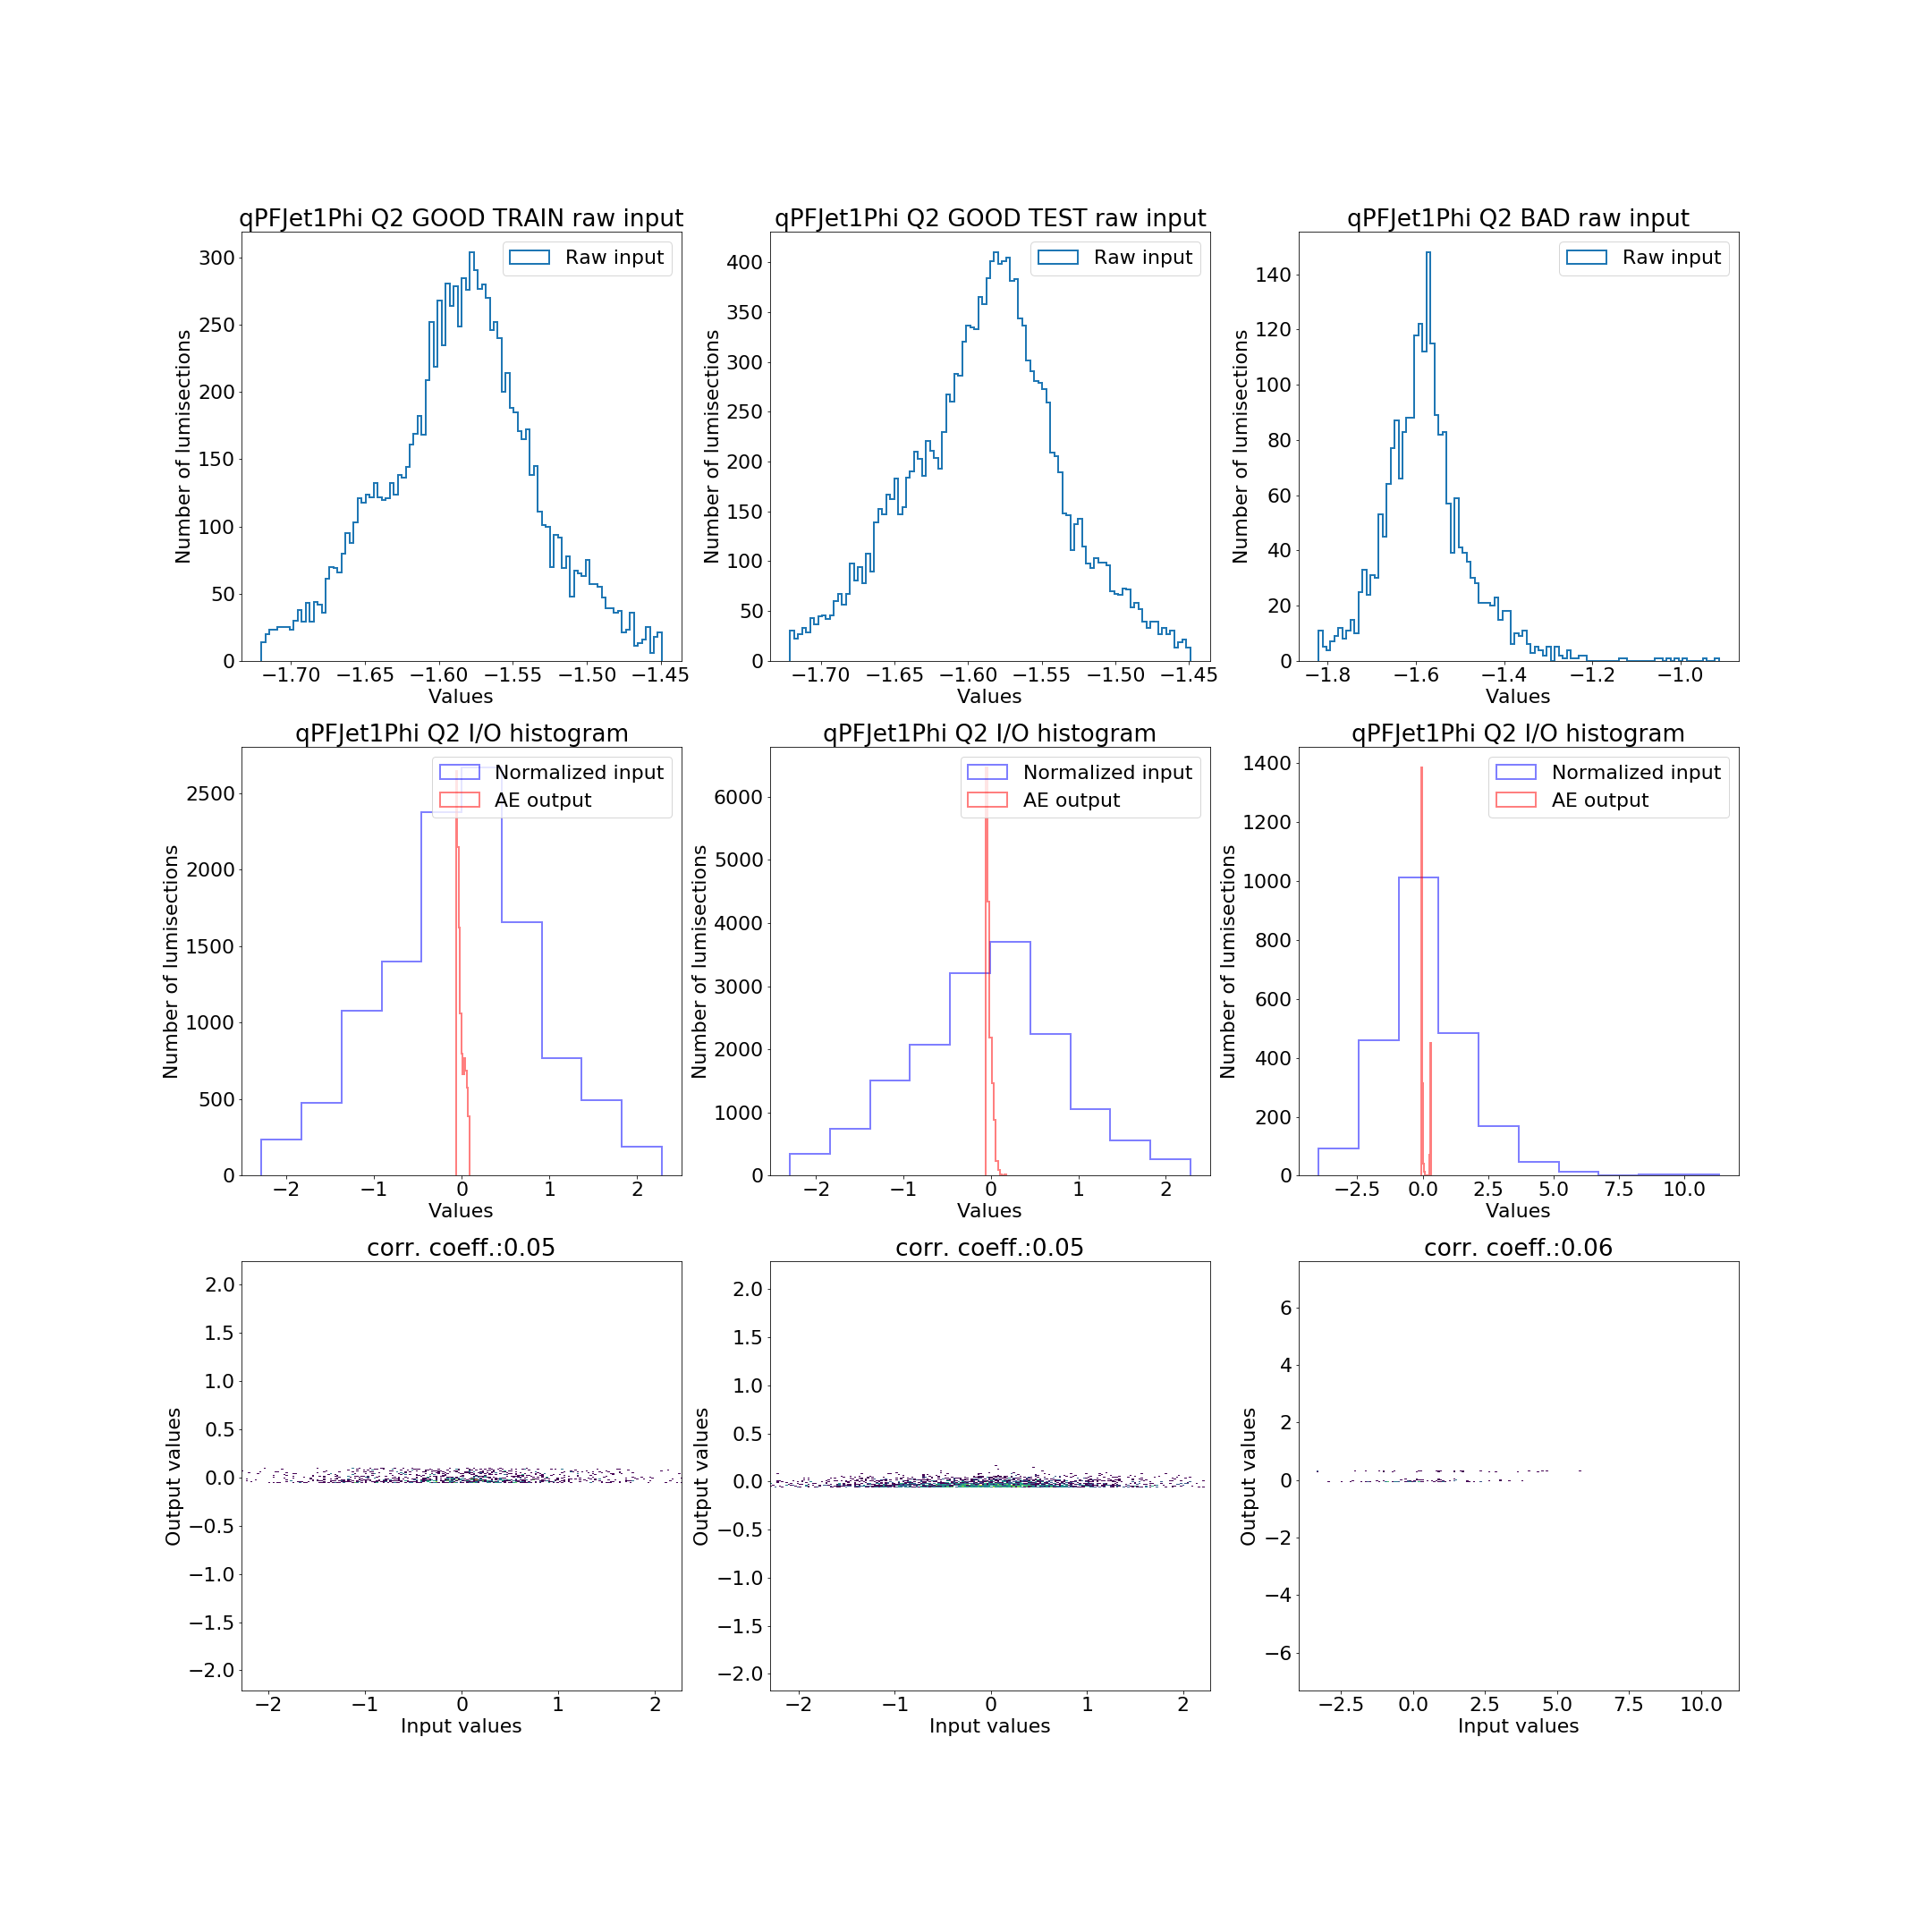 qPFJet1Phi Q2 GOOD TRAIN raw input
Raw input
Number of lumisections
300
250
200
150
100
50
0
−1.70 −1.65 −1.60 −1.55 −1.50 −1.45
Values
qPFJet1Phi Q2 GOOD TEST raw input
Raw input
Number of lumisections
400
350
300
250
200
150
100
50
0
−1.70 −1.65 −1.60 −1.55 −1.50 −1.45
Values
qPFJet1Phi Q2 BAD raw input
Raw input
Number of lumisections
140
120
100
80
60
40
20
0
−1.8 −1.6 −1.4 −1.2 −1.0
Values
qPFJet1Phi Q2 I/O histogram
Normalized input
AE output
Number of lumisections
2500
2000
1500
1000
500
0
−2 −1 0 1 2
Values
qPFJet1Phi Q2 I/O histogram
Normalized input
AE output
Number of lumisections
6000
5000
4000
3000
2000
1000
0
−2 −1 0 1 2
Values
qPFJet1Phi Q2 I/O histogram
Normalized input
AE output
Number of lumisections
1400
1200
1000
800
600
400
200
0
−2.5 0.0 2.5 5.0 7.5 10.0
Values
corr. coeff.:0.05
Output values
2.0
1.5
1.0
0.5
0.0
−0.5
−1.0
−1.5
−2.0
−2 −1 0 1 2
Input values
corr. coeff.:0.05
Output values
2.0
1.5
1.0
0.5
0.0
−0.5
−1.0
−1.5
−2.0
−2 −1 0 1 2
Input values
corr. coeff.:0.06
Output values
6
4
2
0
−2
−4
−6
−2.5 0.0 2.5 5.0 7.5 10.0
Input values